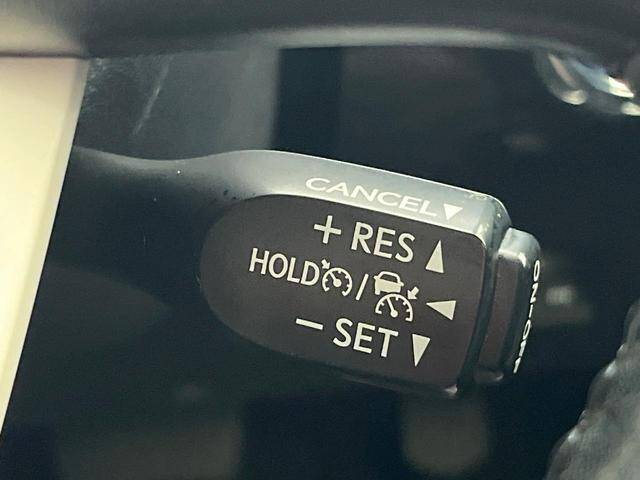 CANCEL▼
+ RES ▲
HOLD / ◀
− SET ▼
ON-OFF